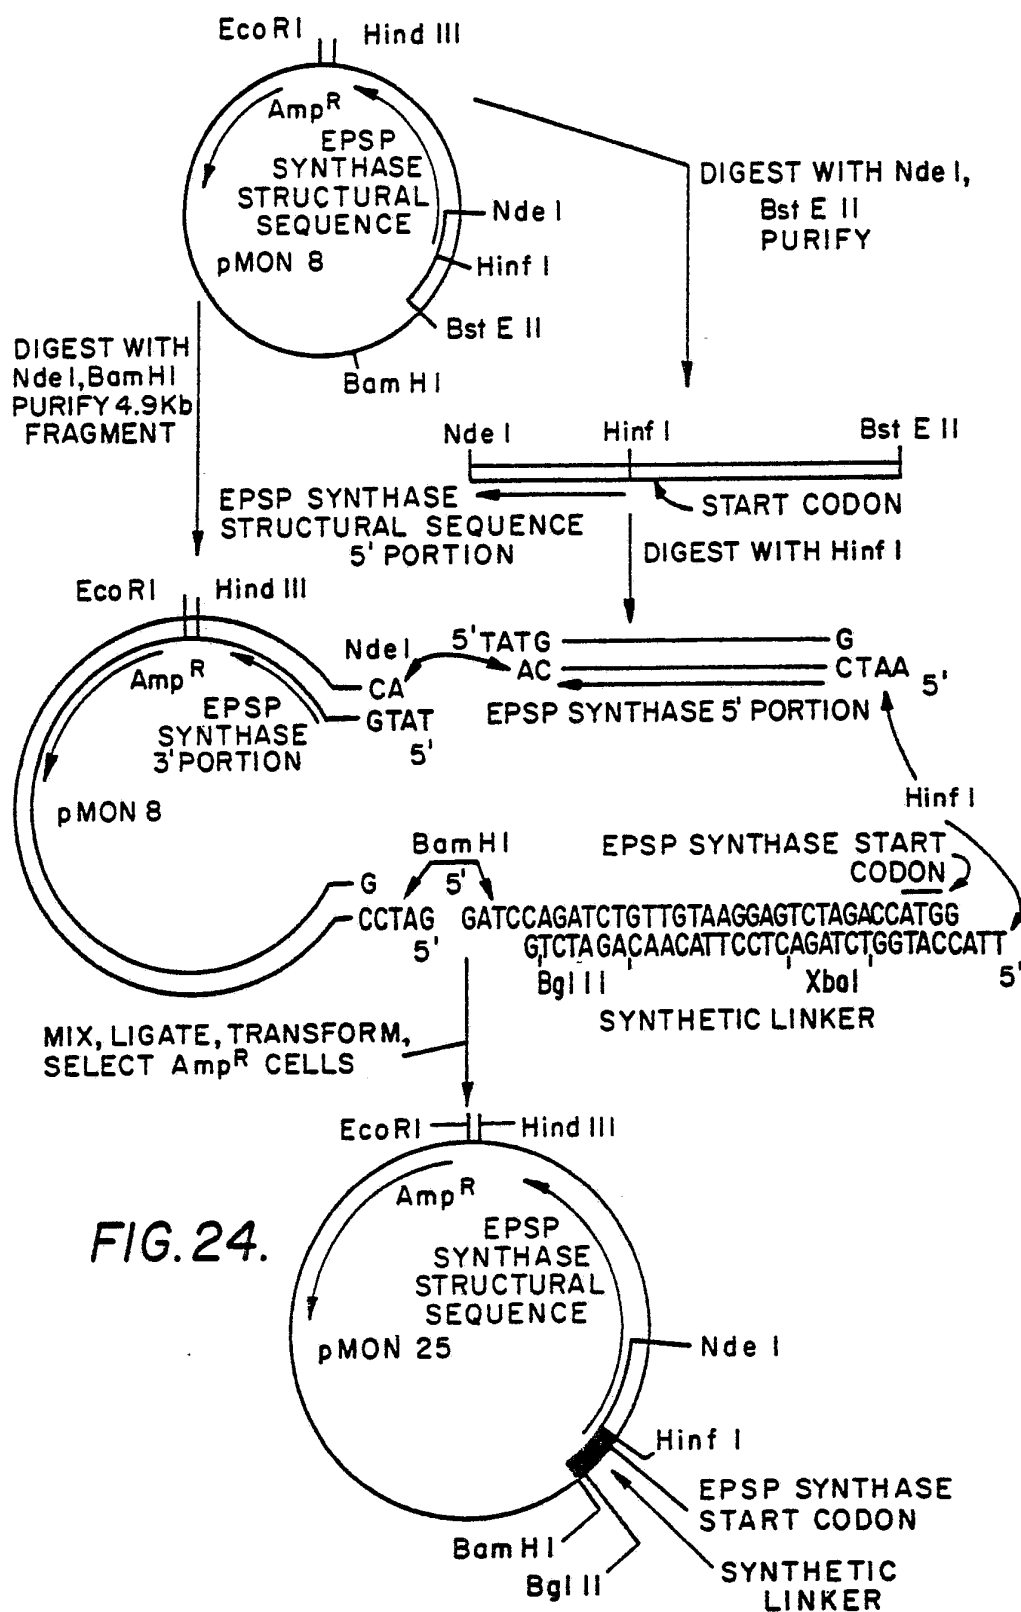 EcoRI
Hind III
AmpR
EPSP
SYNTHASE
STRUCTURAL
SEQUENCE
pMON 8
Nde I
Hinf I
Bst E II
Bam HI
DIGEST WITH Nde I,
Bst E II
PURIFY
DIGEST WITH
Nde I, Bam HI
PURIFY 4.9Kb
FRAGMENT
Nde I
Hinf I
Bst E II
EPSP SYNTHASE
STRUCTURAL SEQUENCE
5' PORTION
START CODON
DIGEST WITH Hinf I
EcoRI
Hind III
AmpR
EPSP
SYNTHASE
3' PORTION
pMON 8
Nde I
CA
GTAT
5'
5' TATG
G
AC
CTAA 5'
EPSP SYNTHASE 5' PORTION
Hinf I
Bam HI
5'
G
CCTAG
5'
EPSP SYNTHASE START
CODON
GATCCAGATCTGTTGTAAGGAGTCTAGACCATGG
GTCTAGACAACATTCCTCAGATCTGGTACCATT
5'
Bgl II
XbaI
SYNTHETIC LINKER
MIX, LIGATE, TRANSFORM,
SELECT AmpR CELLS
EcoRI
Hind III
AmpR
EPSP
SYNTHASE
STRUCTURAL
SEQUENCE
pMON 25
FIG. 24.
Nde I
Hinf I
EPSP SYNTHASE
START CODON
Bam HI
Bgl II
SYNTHETIC
LINKER